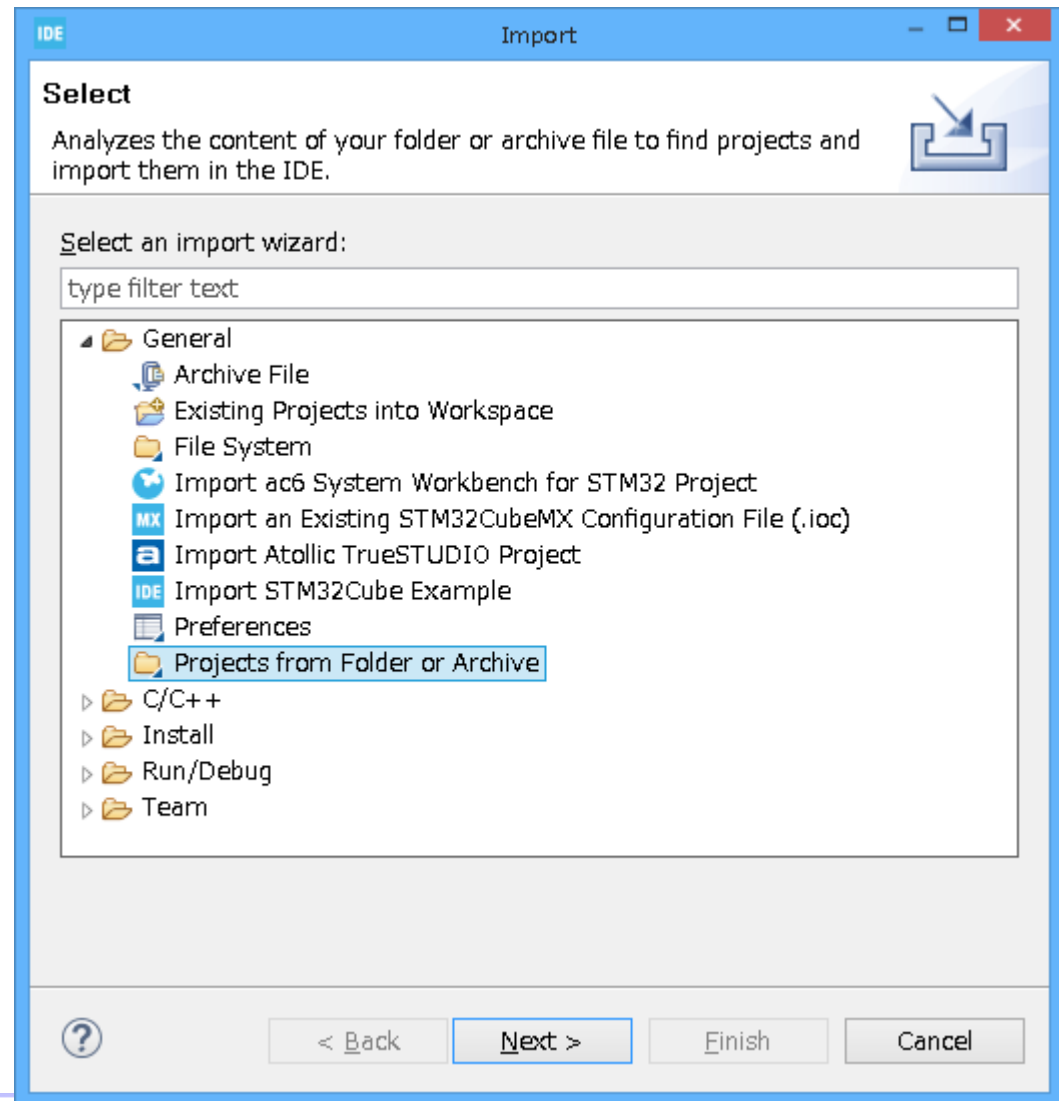 IDE Import
Select
Analyzes the content of your folder or archive file to find projects and
import them in the IDE.
Select an import wizard:
type filter text
General
Archive File
Existing Projects into Workspace
File System
Import ac6 System Workbench for STM32 Project
MX Import an Existing STM32CubeMX Configuration File (.ioc)
a Import Atollic TrueSTUDIO Project
IDE Import STM32Cube Example
Preferences
Projects from Folder or Archive
C/C++
Install
Run/Debug
Team
? < Back Next > Finish Cancel